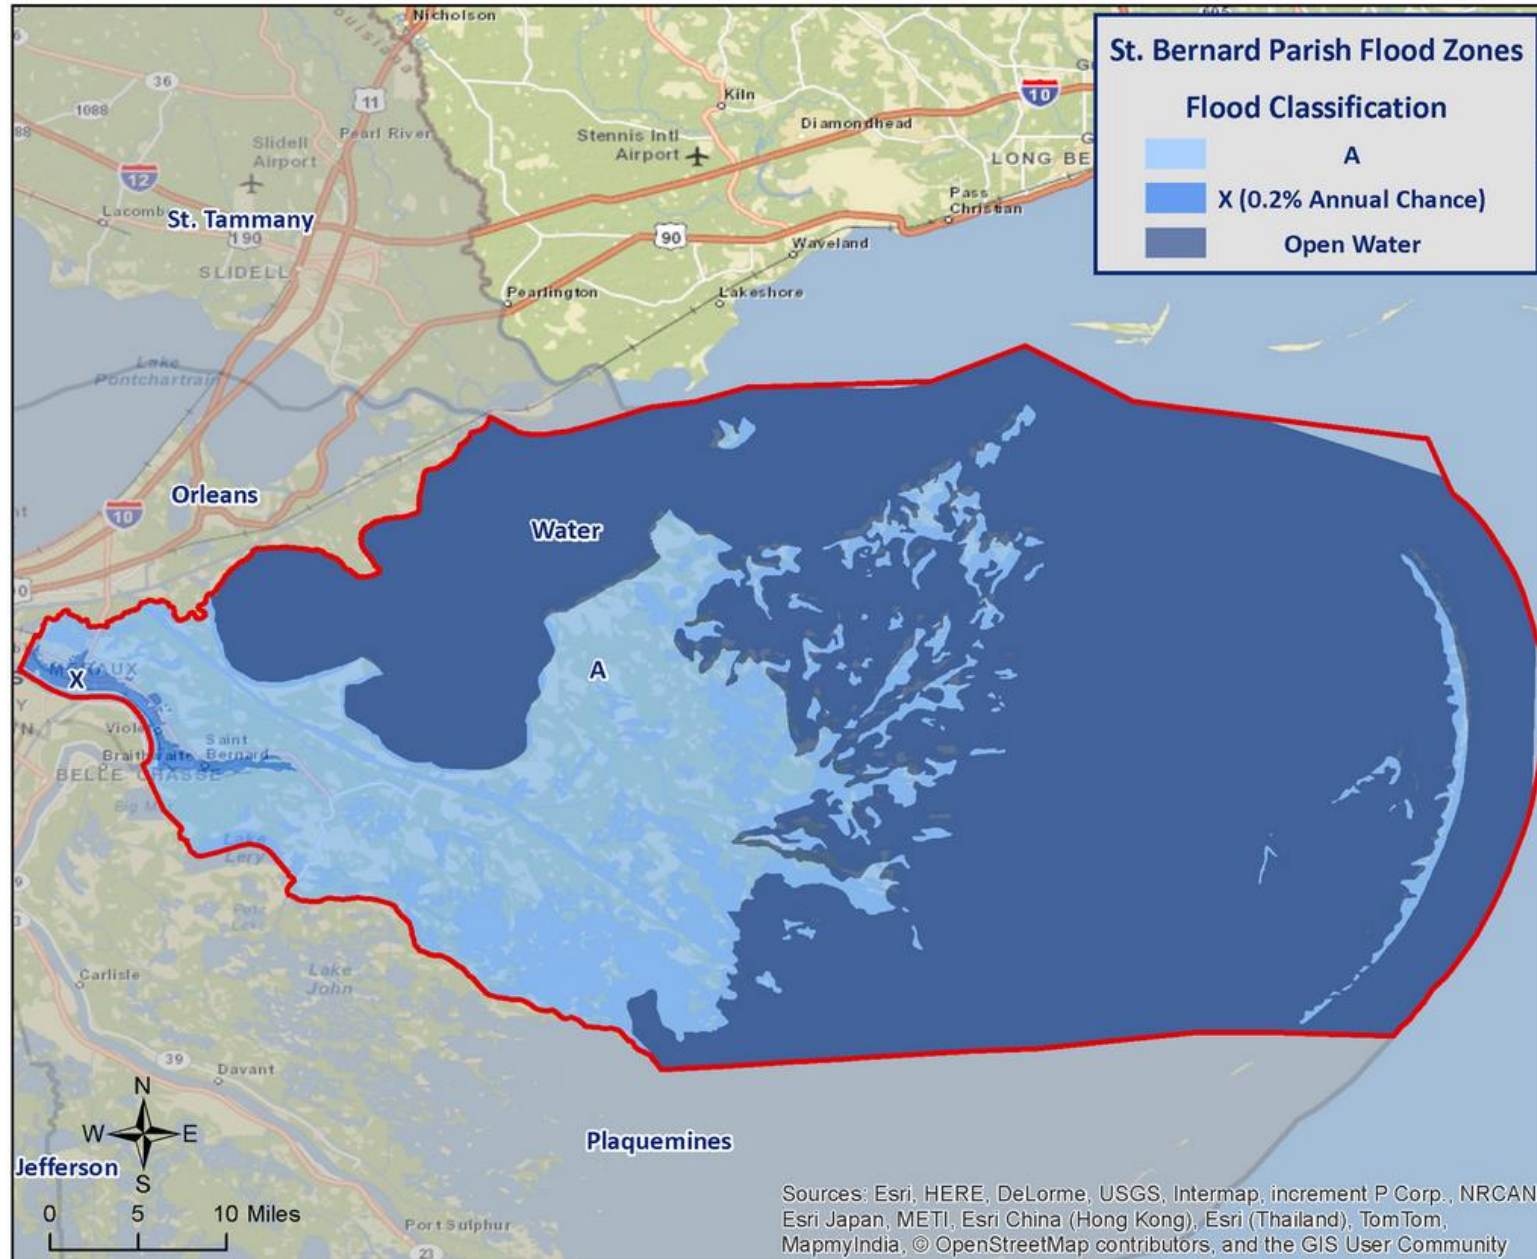 Nicholson
Louisiana
36
11
1088
Pearl River
Slidell
Airport
12
Lacomb
St. Tammany
190
SLIDELL
Kiln
Diamondhead
10
Stennis Intl
Airport
LONG BE
Pass
Christian
90
Waveland
Pearlington
Lakeshore
St. Bernard Parish Flood Zones
Flood Classification
A
X (0.2% Annual Chance)
Open Water
Lake
Pontchartrain
Orleans
10
Water
A
X
Saint
Bernard
Braithwaite
BELLE CHASSE
Lake
Lery
Lake
John
Carlisle
39
Davant
N
W E
S
Jefferson
Plaquemines
0 5 10 Miles
Port Sulphur
23
Sources: Esri, HERE, DeLorme, USGS, Intermap, increment P Corp., NRCAN
Esri Japan, METI, Esri China (Hong Kong), Esri (Thailand), TomTom,
MapmyIndia, © OpenStreetMap contributors, and the GIS User Community